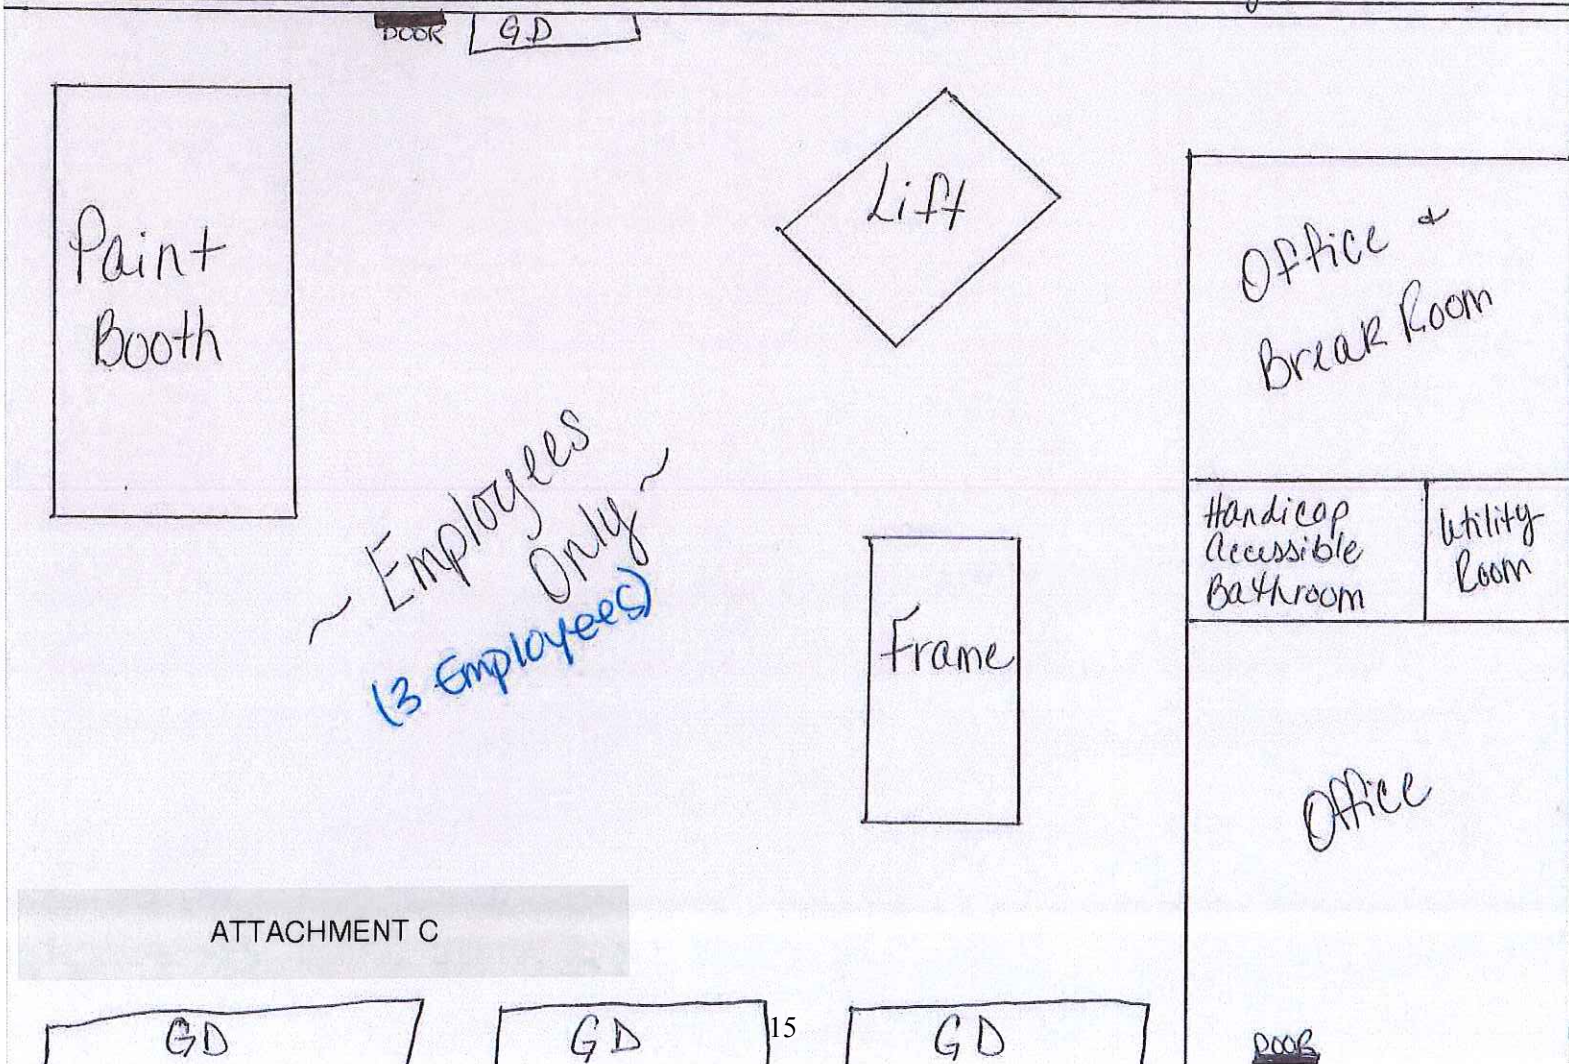 DOOR
GD
Paint
Booth
Lift
Office &
Break Room
~ Employees
Only ~
(3 Employees)
Handicap
Accessible
Bathroom
Utility
Room
Frame
Office
ATTACHMENT C
GD
GD
15
GD
DOOR